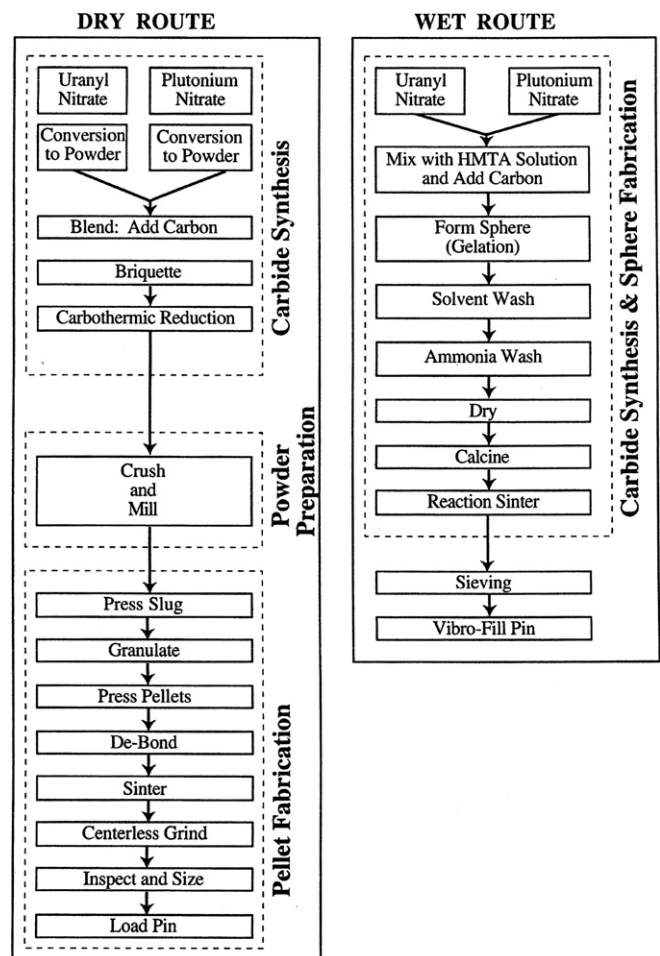 DRY ROUTE
Uranyl
Nitrate
Plutonium
Nitrate
Conversion
to Powder
Conversion
to Powder
Blend: Add Carbon
Briquette
Carbothermic Reduction
Carbide Synthesis
Crush
and
Mill
Powder
Preparation
Press Slug
Granulate
Press Pellets
De-Bond
Sinter
Centerless Grind
Inspect and Size
Load Pin
Pellet Fabrication
WET ROUTE
Uranyl
Nitrate
Plutonium
Nitrate
Mix with HMTA Solution
and Add Carbon
Form Sphere
(Gelation)
Solvent Wash
Ammonia Wash
Dry
Calcine
Reaction Sinter
Carbide Synthesis & Sphere Fabrication
Sieving
Vibro-Fill Pin